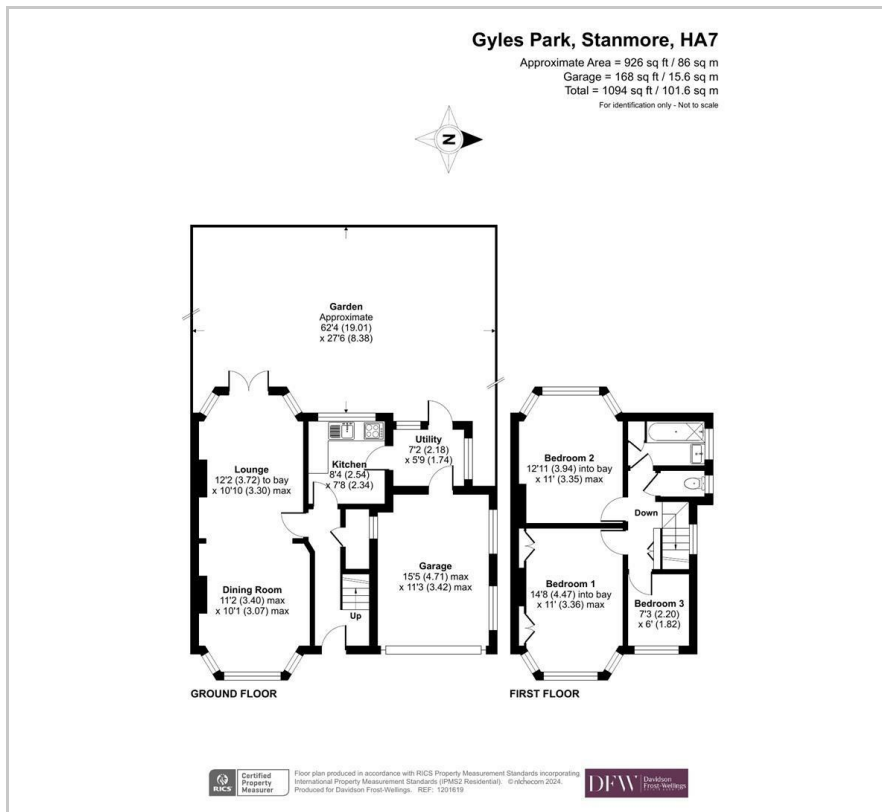 Gyles Park, Stanmore, HA7
Approximate Area = 926 sq ft / 86 sq m
Garage = 168 sq ft / 15.6 sq m
Total = 1094 sq ft / 101.6 sq m
For identification only - Not to scale
N
Garden
Approximate
62'4 (19.01)
x 27'6 (8.38)
Lounge
12'2 (3.72) to bay
x 10'10 (3.30) max
Kitchen
8'4 (2.54)
x 7'8 (2.34)
Utility
7'2 (2.18)
x 5'9 (1.74)
Dining Room
11'2 (3.40) max
x 10'1 (3.07) max
Up
Garage
15'5 (4.71) max
x 11'3 (3.42) max
GROUND FLOOR
Bedroom 2
12'11 (3.94) into bay
x 11' (3.35) max
Down
Bedroom 1
14'8 (4.47) into bay
x 11' (3.36) max
Bedroom 3
7'3 (2.20)
x 6' (1.82)
FIRST FLOOR
RICS
Certified
Property
Measurer
Floor plan produced in accordance with RICS Property Measurement Standards incorporating
International Property Measurement Standards (IPMS2 Residential). © nichecom 2024.
Produced for Davidson Frost-Wellings. REF: 1201619
DFW
Davidson
Frost-Wellings